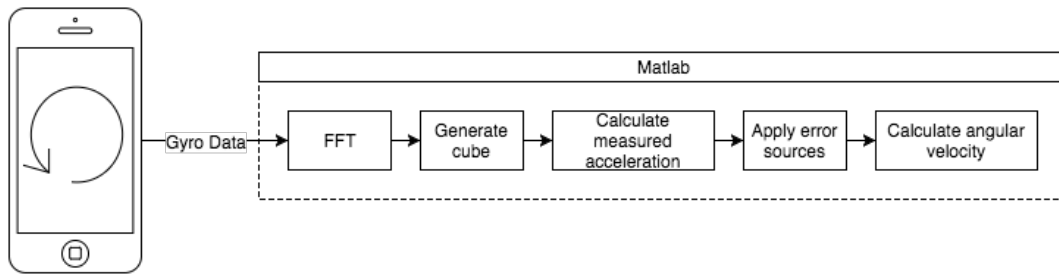 Matlab
Gyro Data
FFT
Generate
cube
Calculate
measured
acceleration
Apply error
sources
Calculate angular
velocity